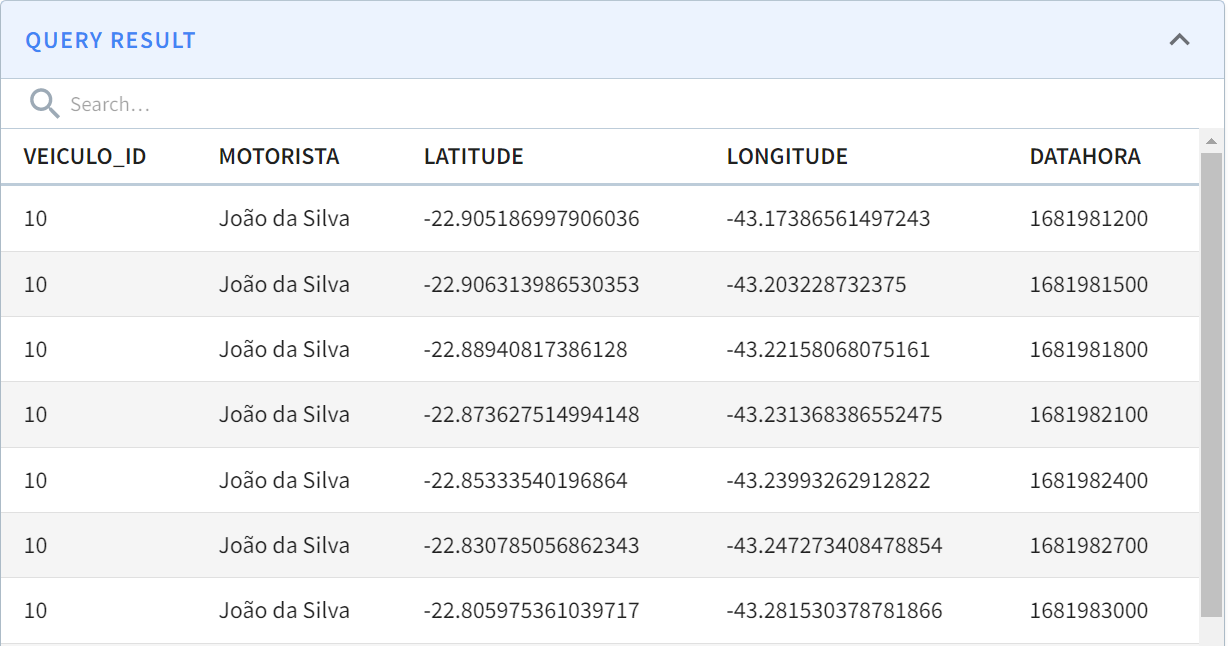 QUERY RESULT
Search...
VEICULO_ID MOTORISTA LATITUDE LONGITUDE DATAHORA
10 João da Silva -22.905186997906036 -43.17386561497243 1681981200
10 João da Silva -22.906313986530353 -43.203228732375 1681981500
10 João da Silva -22.88940817386128 -43.22158068075161 1681981800
10 João da Silva -22.873627514994148 -43.231368386552475 1681982100
10 João da Silva -22.85333540196864 -43.23993262912822 1681982400
10 João da Silva -22.830785056862343 -43.247273408478854 1681982700
10 João da Silva -22.805975361039717 -43.281530378781866 1681983000